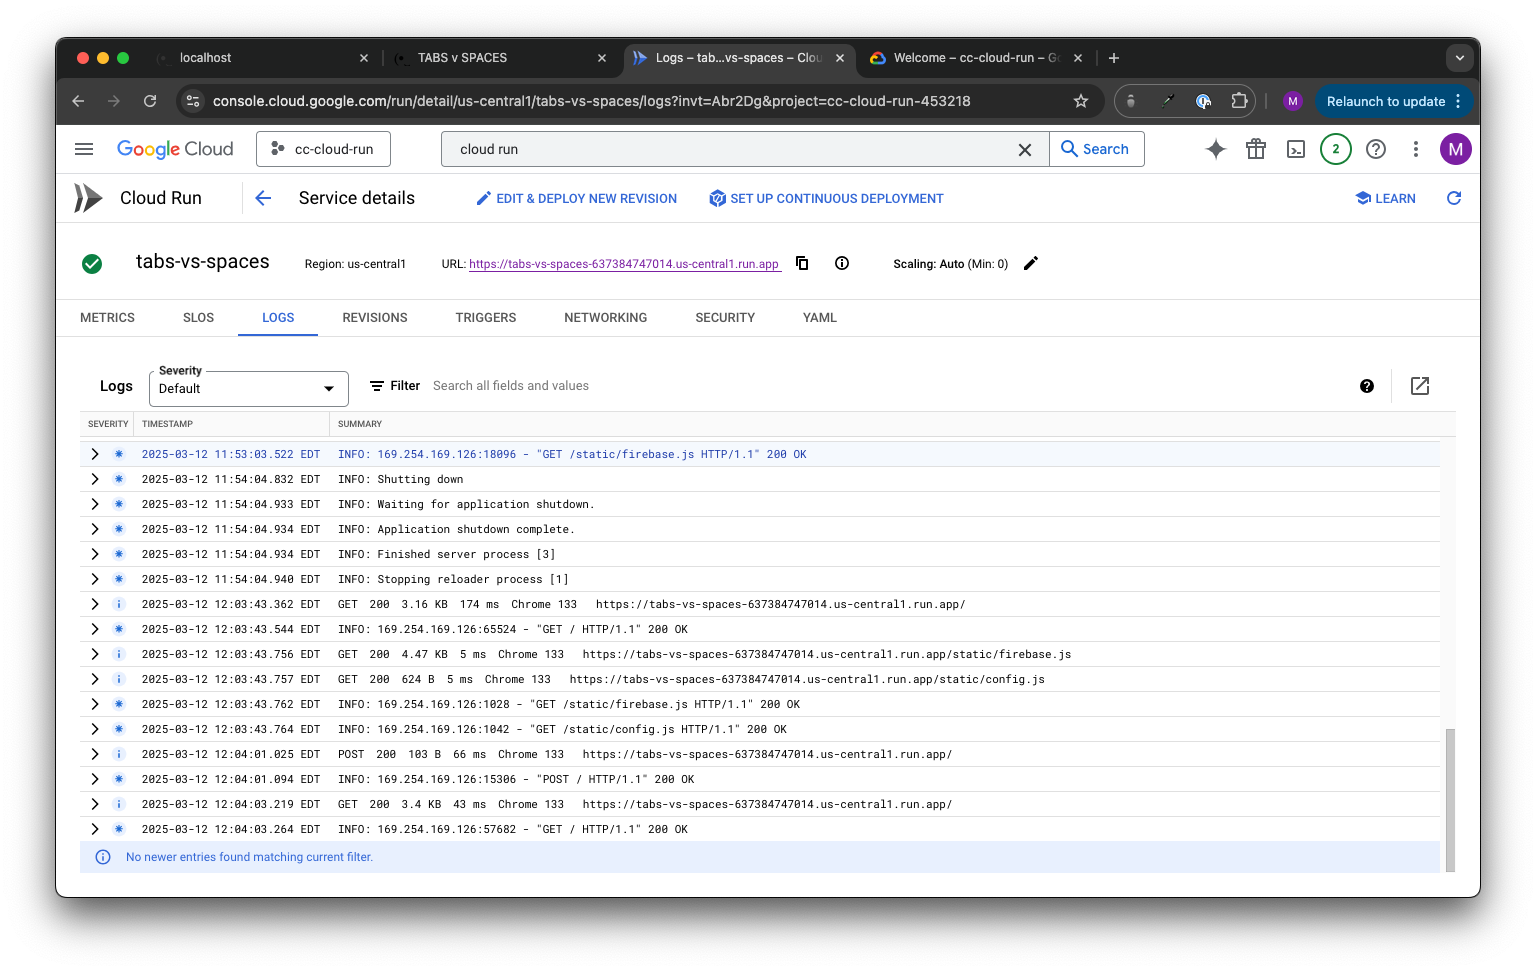 localhost
TABS v SPACES
Logs – tab...vs-spaces – Clou
Welcome – cc-cloud-run – Go
console.cloud.google.com/run/detail/us-central1/tabs-vs-spaces/logs?invt=Abr2Dg&project=cc-cloud-run-453218
M
Relaunch to update
Google Cloud
cc-cloud-run
cloud run
Search
2
M
Cloud Run
Service details
EDIT & DEPLOY NEW REVISION
SET UP CONTINUOUS DEPLOYMENT
LEARN
tabs-vs-spaces
Region: us-central1
URL: https://tabs-vs-spaces-637384747014.us-central1.run.app
Scaling: Auto (Min: 0)
METRICS SLOS LOGS REVISIONS TRIGGERS NETWORKING SECURITY YAML
Logs
Severity
Default
Filter
Search all fields and values
SEVERITY TIMESTAMP SUMMARY
2025-03-12 11:53:03.522 EDT INFO: 169.254.169.126:18096 - "GET /static/firebase.js HTTP/1.1" 200 OK
2025-03-12 11:54:04.832 EDT INFO: Shutting down
2025-03-12 11:54:04.933 EDT INFO: Waiting for application shutdown.
2025-03-12 11:54:04.934 EDT INFO: Application shutdown complete.
2025-03-12 11:54:04.934 EDT INFO: Finished server process [3]
2025-03-12 11:54:04.940 EDT INFO: Stopping reloader process [1]
2025-03-12 12:03:43.362 EDT GET 200 3.16 KB 174 ms Chrome 133 https://tabs-vs-spaces-637384747014.us-central1.run.app/
2025-03-12 12:03:43.544 EDT INFO: 169.254.169.126:65524 - "GET / HTTP/1.1" 200 OK
2025-03-12 12:03:43.756 EDT GET 200 4.47 KB 5 ms Chrome 133 https://tabs-vs-spaces-637384747014.us-central1.run.app/static/firebase.js
2025-03-12 12:03:43.757 EDT GET 200 624 B 5 ms Chrome 133 https://tabs-vs-spaces-637384747014.us-central1.run.app/static/config.js
2025-03-12 12:03:43.762 EDT INFO: 169.254.169.126:1028 - "GET /static/firebase.js HTTP/1.1" 200 OK
2025-03-12 12:03:43.764 EDT INFO: 169.254.169.126:1042 - "GET /static/config.js HTTP/1.1" 200 OK
2025-03-12 12:04:01.025 EDT POST 200 103 B 66 ms Chrome 133 https://tabs-vs-spaces-637384747014.us-central1.run.app/
2025-03-12 12:04:01.094 EDT INFO: 169.254.169.126:15306 - "POST / HTTP/1.1" 200 OK
2025-03-12 12:04:03.219 EDT GET 200 3.4 KB 43 ms Chrome 133 https://tabs-vs-spaces-637384747014.us-central1.run.app/
2025-03-12 12:04:03.264 EDT INFO: 169.254.169.126:57682 - "GET / HTTP/1.1" 200 OK
No newer entries found matching current filter.